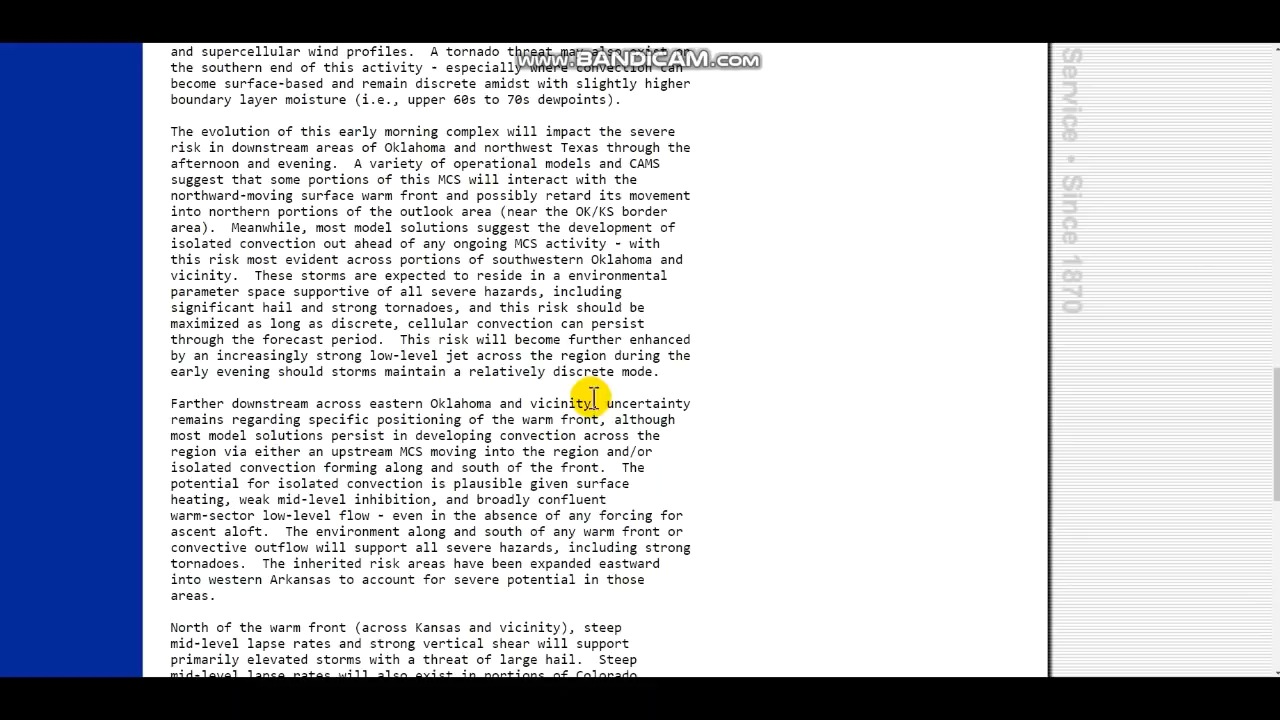 www.BANDICAM.com
and supercellular wind profiles.  A tornado threat may also exist on
the southern end of this activity - especially where convection can
become surface-based and remain discrete amidst with slightly higher
boundary layer moisture (i.e., upper 60s to 70s dewpoints).
The evolution of this early morning complex will impact the severe
risk in downstream areas of Oklahoma and northwest Texas through the
afternoon and evening.  A variety of operational models and CAMS
suggest that some portions of this MCS will interact with the
northward-moving surface warm front and possibly retard its movement
into northern portions of the outlook area (near the OK/KS border
area).  Meanwhile, most model solutions suggest the development of
isolated convection out ahead of any ongoing MCS activity - with
this risk most evident across portions of southwestern Oklahoma and
vicinity.  These storms are expected to reside in a environmental
parameter space supportive of all severe hazards, including
significant hail and strong tornadoes, and this risk should be
maximized as long as discrete, cellular convection can persist
through the forecast period.  This risk will become further enhanced
by an increasingly strong low-level jet across the region during the
early evening should storms maintain a relatively discrete mode.
Farther downstream across eastern Oklahoma and vicinity, uncertainty
remains regarding specific positioning of the warm front, although
most model solutions persist in developing convection across the
region via either an upstream MCS moving into the region and/or
isolated convection forming along and south of the front.  The
potential for isolated convection is plausible given surface
heating, weak mid-level inhibition, and broadly confluent
warm-sector low-level flow - even in the absence of any forcing for
ascent aloft.  The environment along and south of any warm front or
convective outflow will support all severe hazards, including strong
tornadoes.  The inherited risk areas have been expanded eastward
into western Arkansas to account for severe potential in those
areas.
North of the warm front (across Kansas and vicinity), steep
mid-level lapse rates and strong vertical shear will support
primarily elevated storms with a threat of large hail.  Steep
mid-level lapse rates will also exist in portions of Colorado
Service • Since 1870